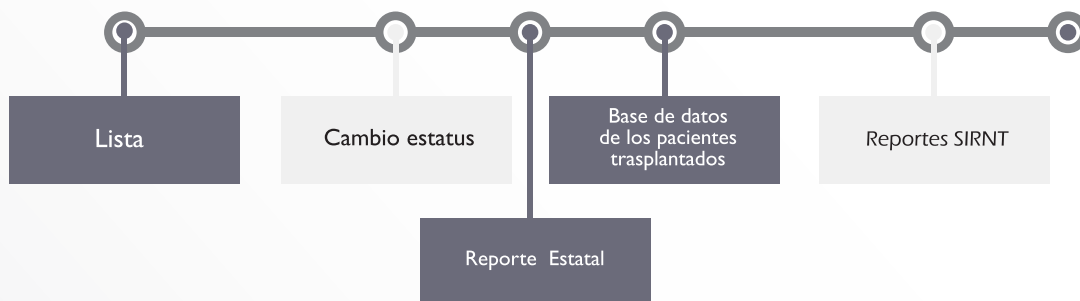 Lista
Cambio estatus
Base de datos
de los pacientes
trasplantados
Reportes SIRNT
Reporte Estatal